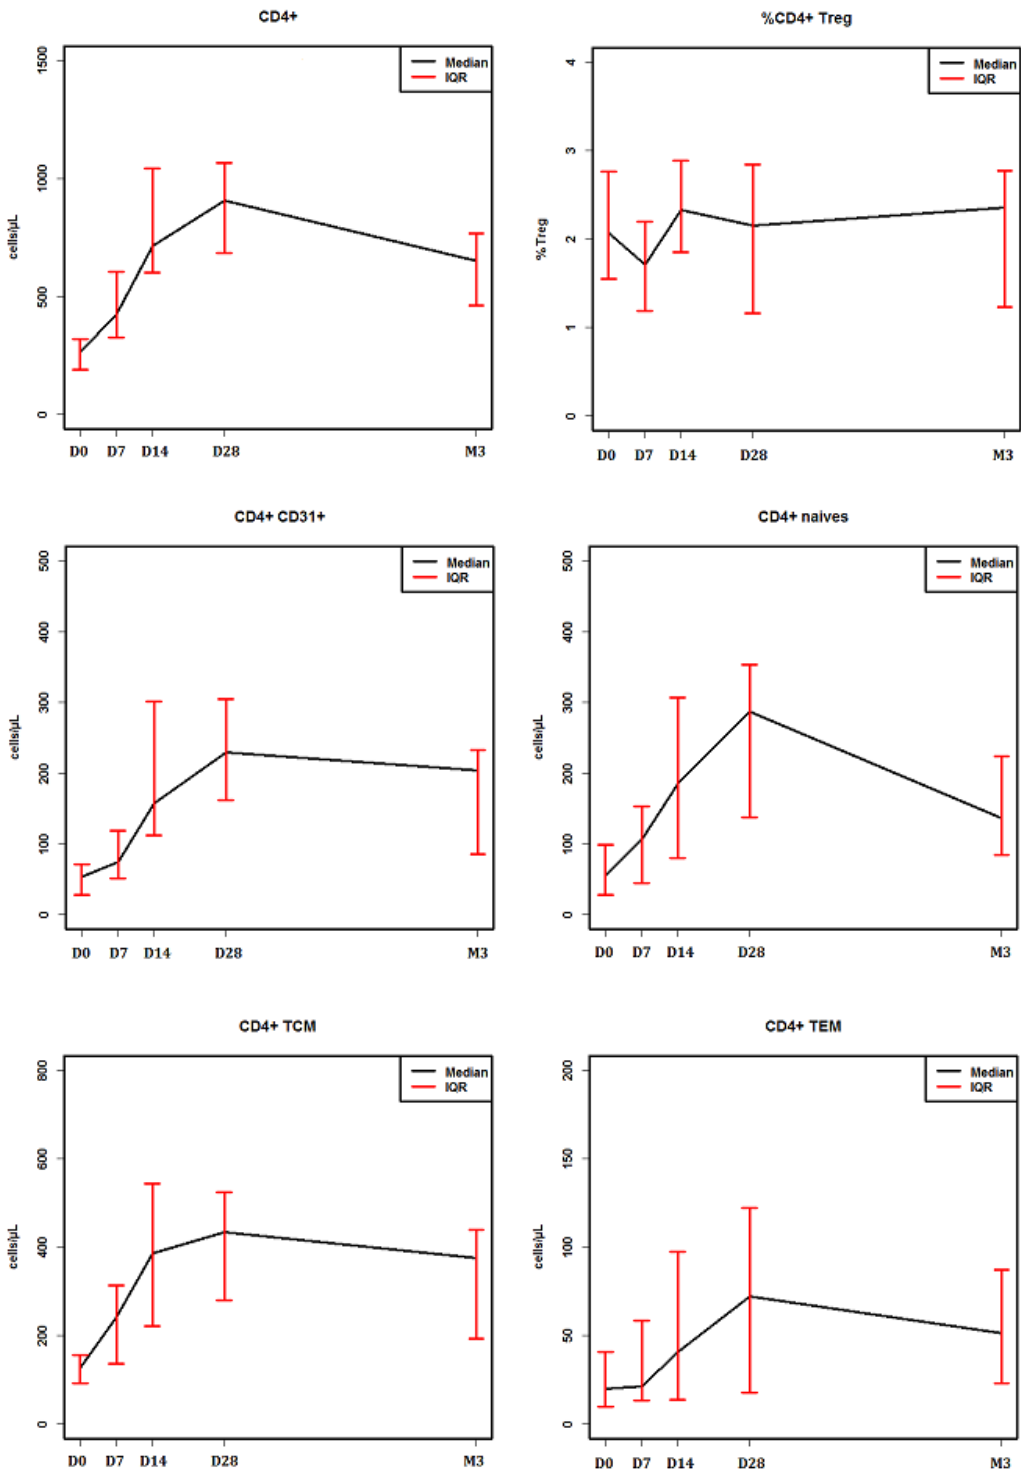 CD4+
Median
IQR
1500
1000
500
0
cells/µL
D0 D7 D14 D28 M3
%CD4+ Treg
Median
IQR
4
3
2
1
0
%Treg
D0 D7 D14 D28 M3
CD4+ CD31+
Median
IQR
500
400
300
200
100
0
cells/µL
D0 D7 D14 D28 M3
CD4+ naives
Median
IQR
500
400
300
200
100
0
cells/µL
D0 D7 D14 D28 M3
CD4+ TCM
Median
IQR
800
600
400
200
0
cells/µL
D0 D7 D14 D28 M3
CD4+ TEM
Median
IQR
200
150
100
50
0
cells/µL
D0 D7 D14 D28 M3